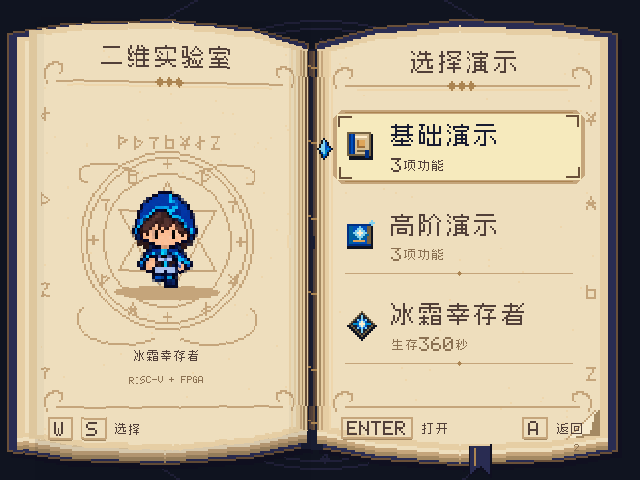 二维实验室
冰霜幸存者
RISC-V + FPGA
W S 选择
选择演示
基础演示
3项功能
高阶演示
3项功能
冰霜幸存者
生存360秒
ENTER 打开
A 返回